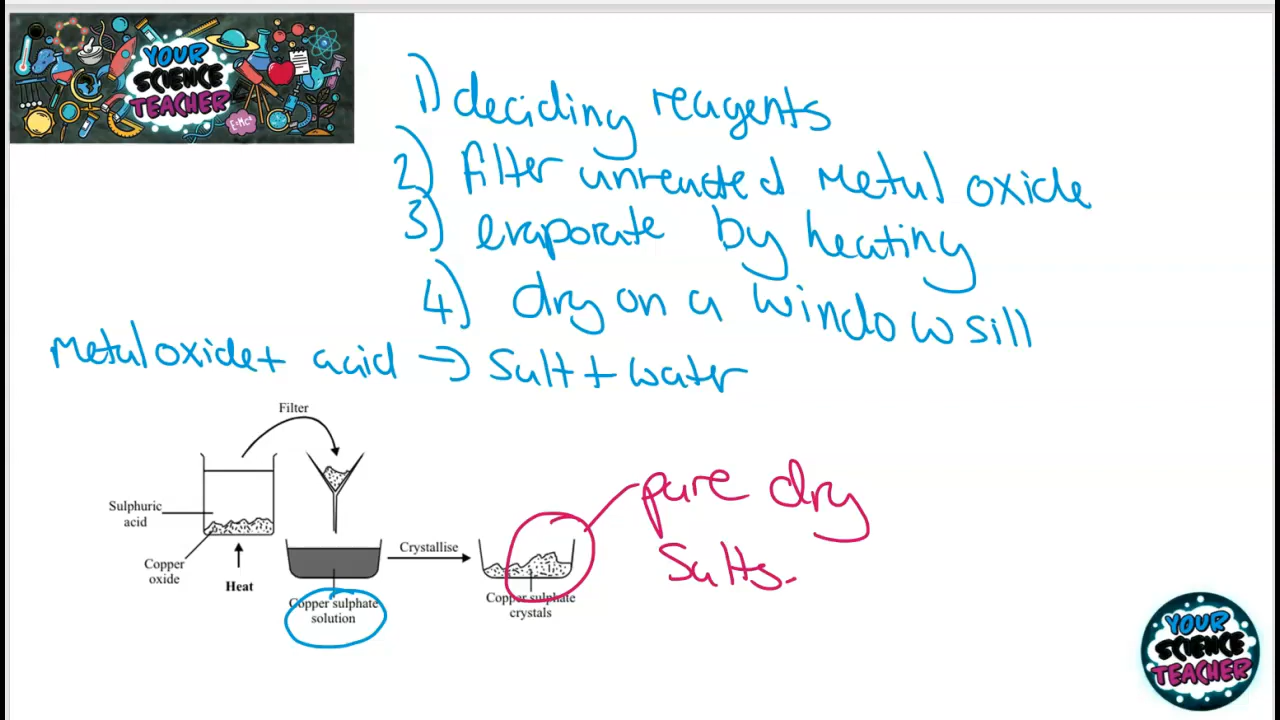 YOUR
SCIENCE
TEACHER
E=MC²
1) deciding reagents
2) filter unreacted metal oxide
3) evaporate by heating
4) dry on a windowsill
Metal oxide + acid → Salt + water
Filter
Sulphuric
acid
Copper
oxide
Heat
Copper sulphate
solution
Crystallise
Copper sulphate
crystals
pure dry
Salts.
YOUR
SCIENCE
TEACHER